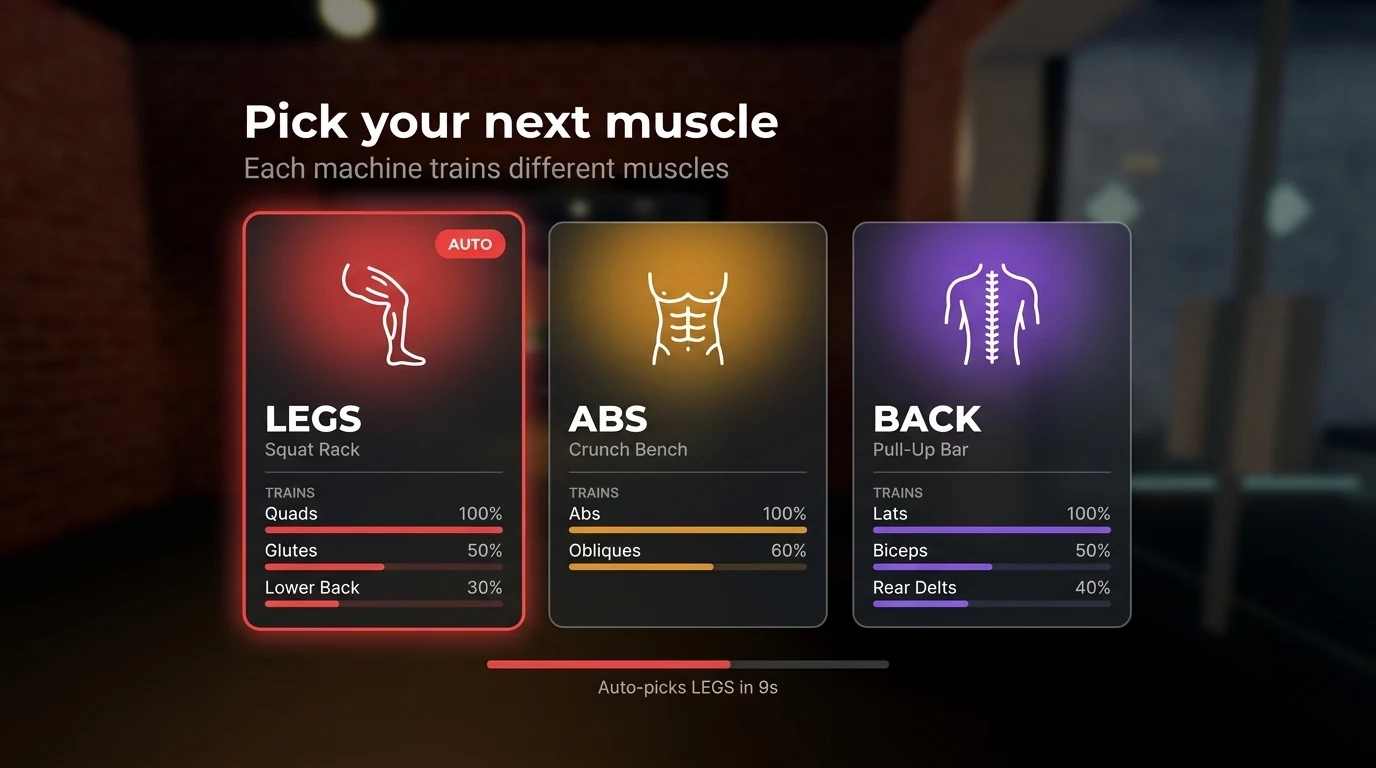 Pick your next muscle
Each machine trains different muscles
AUTO
LEGS
Squat Rack
TRAINS
Quads 100%
Glutes 50%
Lower Back 30%
ABS
Crunch Bench
TRAINS
Abs 100%
Obliques 60%
BACK
Pull-Up Bar
TRAINS
Lats 100%
Biceps 50%
Rear Delts 40%
Auto-picks LEGS in 9s